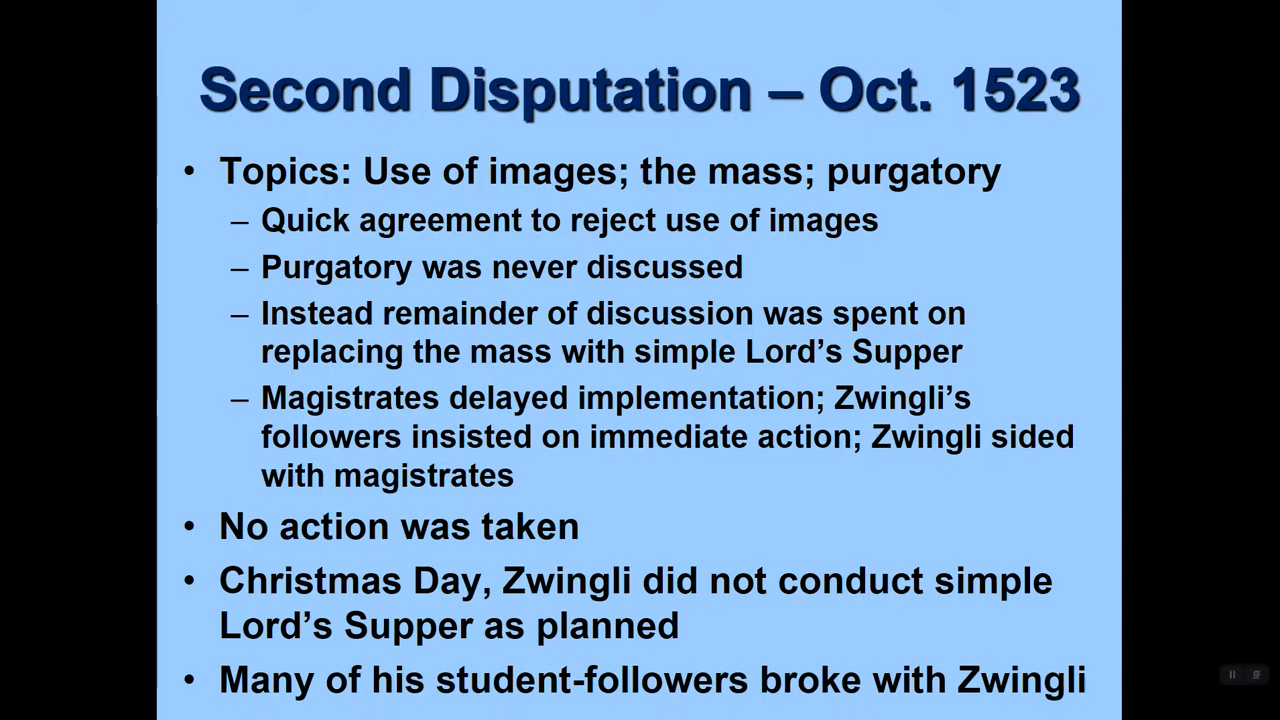 Second Disputation – Oct. 1523
• Topics: Use of images; the mass; purgatory
– Quick agreement to reject use of images
– Purgatory was never discussed
– Instead remainder of discussion was spent on
replacing the mass with simple Lord’s Supper
– Magistrates delayed implementation; Zwingli’s
followers insisted on immediate action; Zwingli sided
with magistrates
• No action was taken
• Christmas Day, Zwingli did not conduct simple
Lord’s Supper as planned
• Many of his student-followers broke with Zwingli